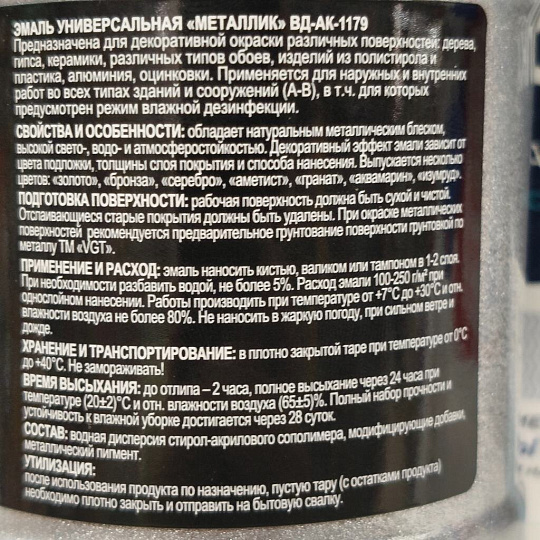 ЭМАЛЬ УНИВЕРСАЛЬНАЯ «МЕТАЛЛИК» ВД-АК-1179
Предназначена для декоративной окраски различных поверхностей: дерева,
гипса, керамики, различных типов обоев, изделий из полистирола и
пластика, алюминия, оцинковки. Применяется для наружных и внутренних
работ во всех типах зданий и сооружений (А-В), в т.ч. для которых
предусмотрен режим влажной дезинфекции.
СВОЙСТВА И ОСОБЕННОСТИ: обладает натуральным металлическим блеском,
высокой свето-, водо- и атмосферостойкостью. Декоративный эффект эмали зависит от
цвета подложки, толщины слоя покрытия и способа нанесения. Выпускается несколько
цветов: «золото», «бронза», «серебро», «аметист», «гранат», «аквамарин», «изумруд».
ПОДГОТОВКА ПОВЕРХНОСТИ: рабочая поверхность должна быть сухой и чистой.
Отслаивающиеся старые покрытия должны быть удалены. При окраске металлических
поверхностей рекомендуется предварительное грунтование поверхности грунтовкой по
металлу ТМ «VGT».
ПРИМЕНЕНИЕ И РАСХОД: эмаль наносить кистью, валиком или тампоном в 1-2 слоя.
При необходимости разбавить водой, не более 5%. Расход эмали 100-250 г/м² при
однослойном нанесении. Работы производить при температуре от +7°С до +30°С и отн.
влажности воздуха не более 80%. Не наносить в жаркую погоду, при сильном ветре и
дожде.
ХРАНЕНИЕ И ТРАНСПОРТИРОВАНИЕ: в плотно закрытой таре при температуре от 0°С
до +40°С. Не замораживать!
ВРЕМЯ ВЫСЫХАНИЯ: до отлипа – 2 часа, полное высыхание через 24 часа при
температуре (20±2)°С и отн. влажности воздуха (65±5)%. Полный набор прочности и
устойчивость к влажной уборке достигается через 28 суток.
СОСТАВ: водная дисперсия стирол-акрилового сополимера, модифицирующие добавки,
металлический пигмент.
УТИЛИЗАЦИЯ:
после использования продукта по назначению, пустую тару (с остатками продукта)
необходимо плотно закрыть и отправить на бытовую свалку.